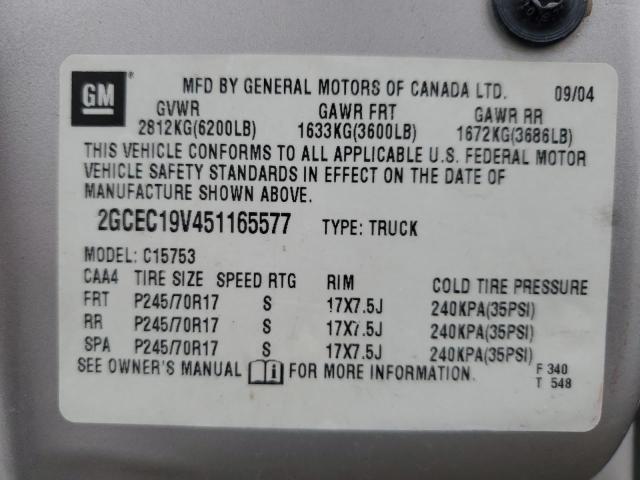 GM
MFD BY GENERAL MOTORS OF CANADA LTD. 09/04
GVWR GAWR FRT GAWR RR
2812KG(6200LB) 1633KG(3600LB) 1672KG(3686LB)
THIS VEHICLE CONFORMS TO ALL APPLICABLE U.S. FEDERAL MOTOR
VEHICLE SAFETY STANDARDS IN EFFECT ON THE DATE OF
MANUFACTURE SHOWN ABOVE.
2GCEC19V451165577 TYPE: TRUCK
MODEL: C15753
CAA4 TIRE SIZE SPEED RTG RIM COLD TIRE PRESSURE
FRT P245/70R17 S 17X7.5J 240KPA(35PSI)
RR P245/70R17 S 17X7.5J 240KPA(35PSI)
SPA P245/70R17 S 17X7.5J 240KPA(35PSI)
SEE OWNER'S MANUAL i FOR MORE INFORMATION. F 340
T 548